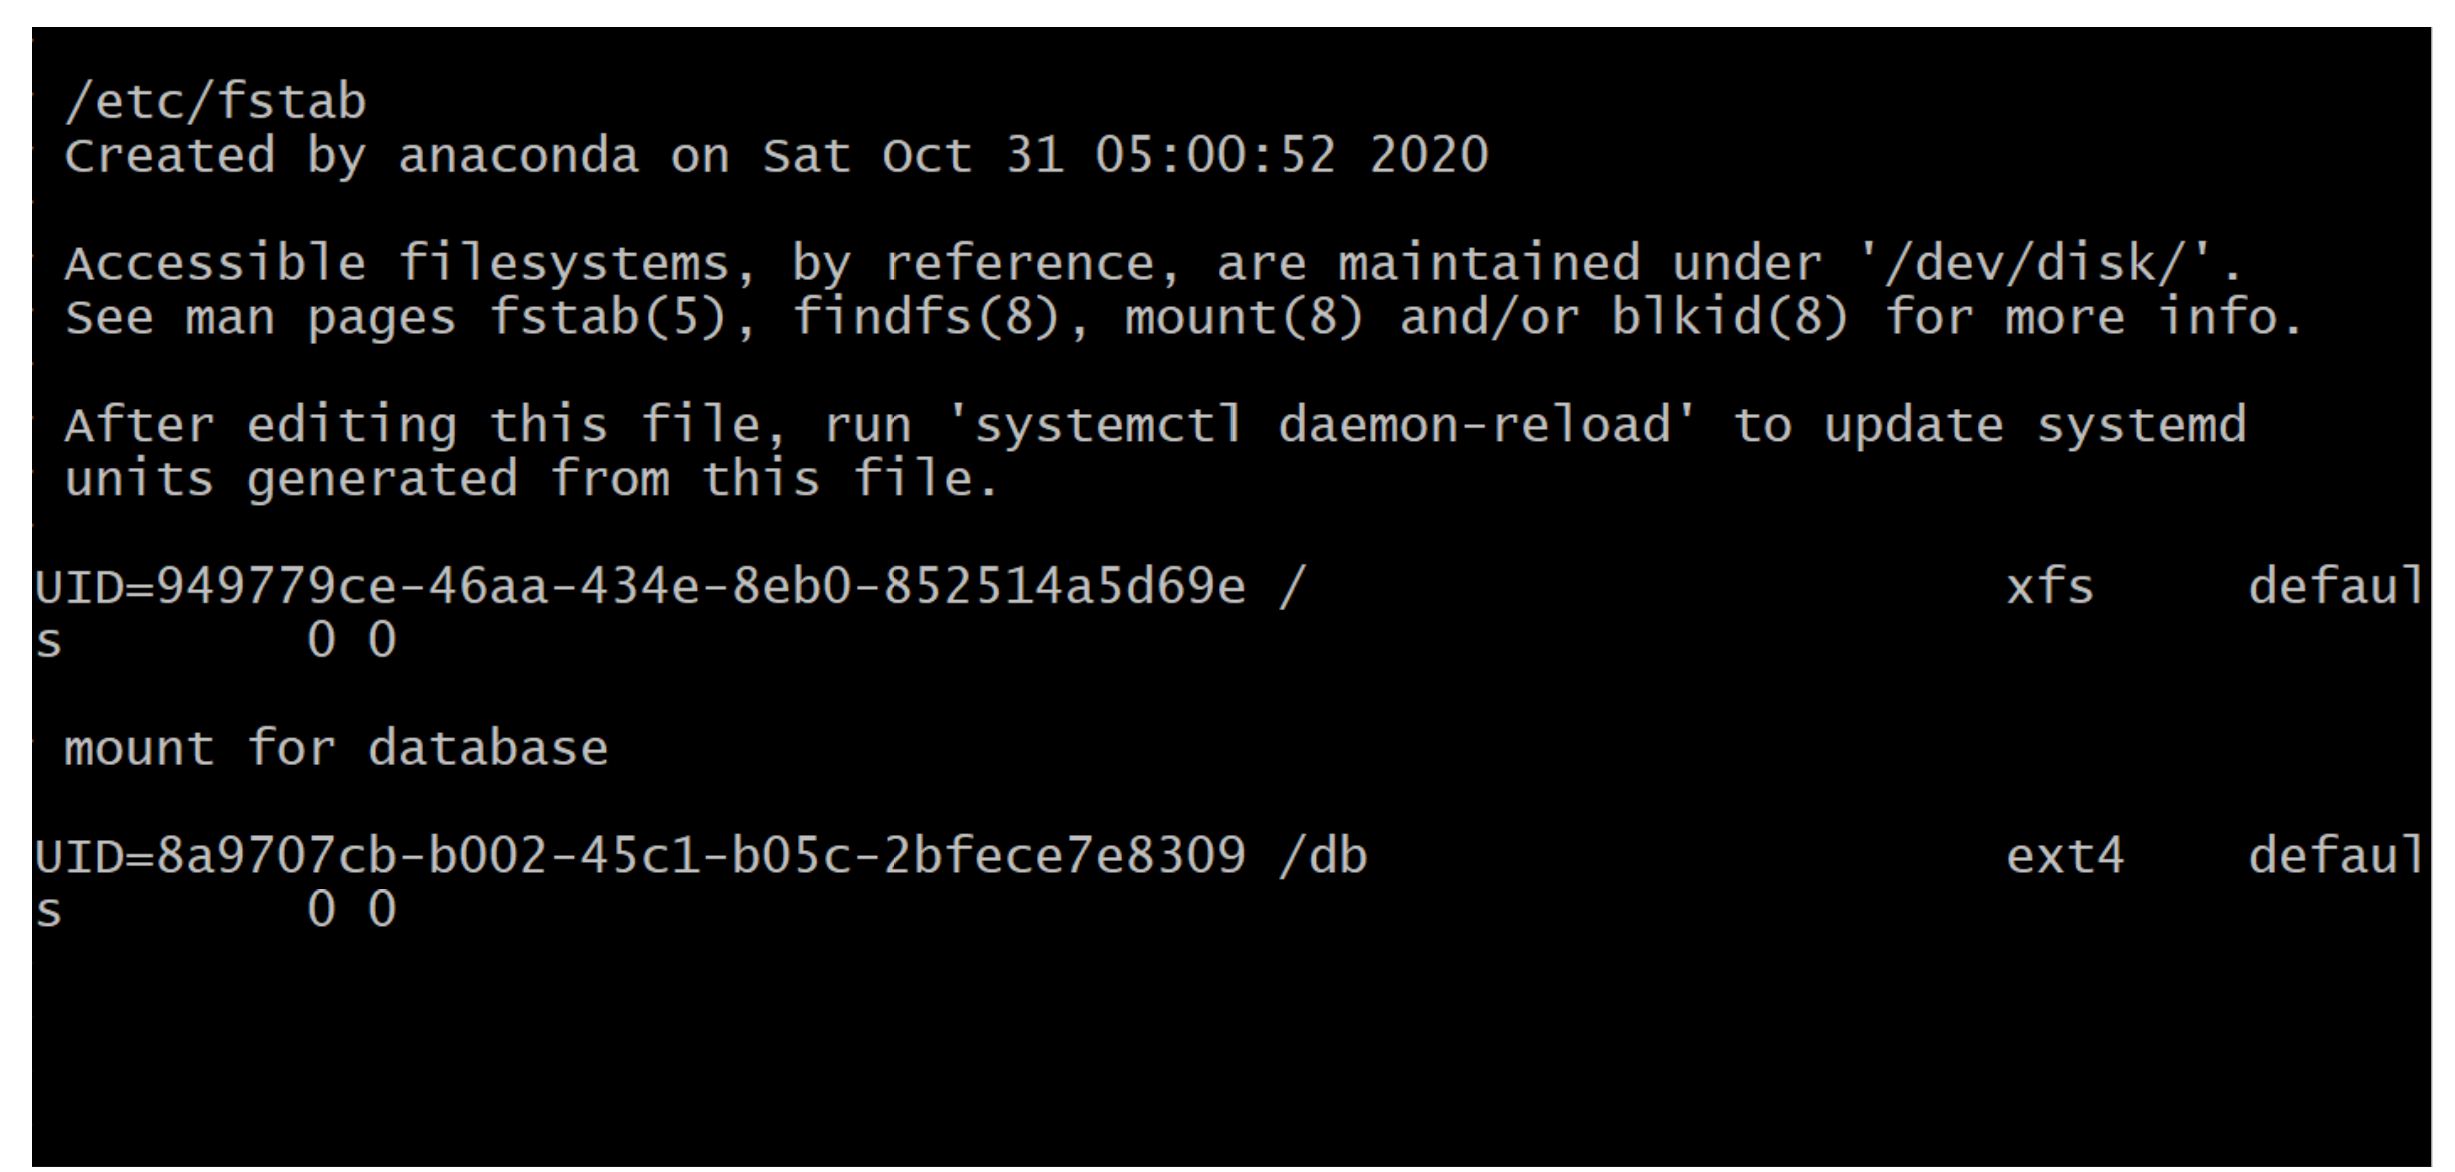 /etc/fstab
Created by anaconda on Sat Oct 31 05:00:52 2020
Accessible filesystems, by reference, are maintained under '/dev/disk/'.
See man pages fstab(5), findfs(8), mount(8) and/or blkid(8) for more info.
After editing this file, run 'systemctl daemon-reload' to update systemd
units generated from this file.
UID=949779ce-46aa-434e-8eb0-852514a5d69e / xfs defaul
s 0 0
mount for database
UID=8a9707cb-b002-45c1-b05c-2bfece7e8309 /db ext4 defaul
s 0 0